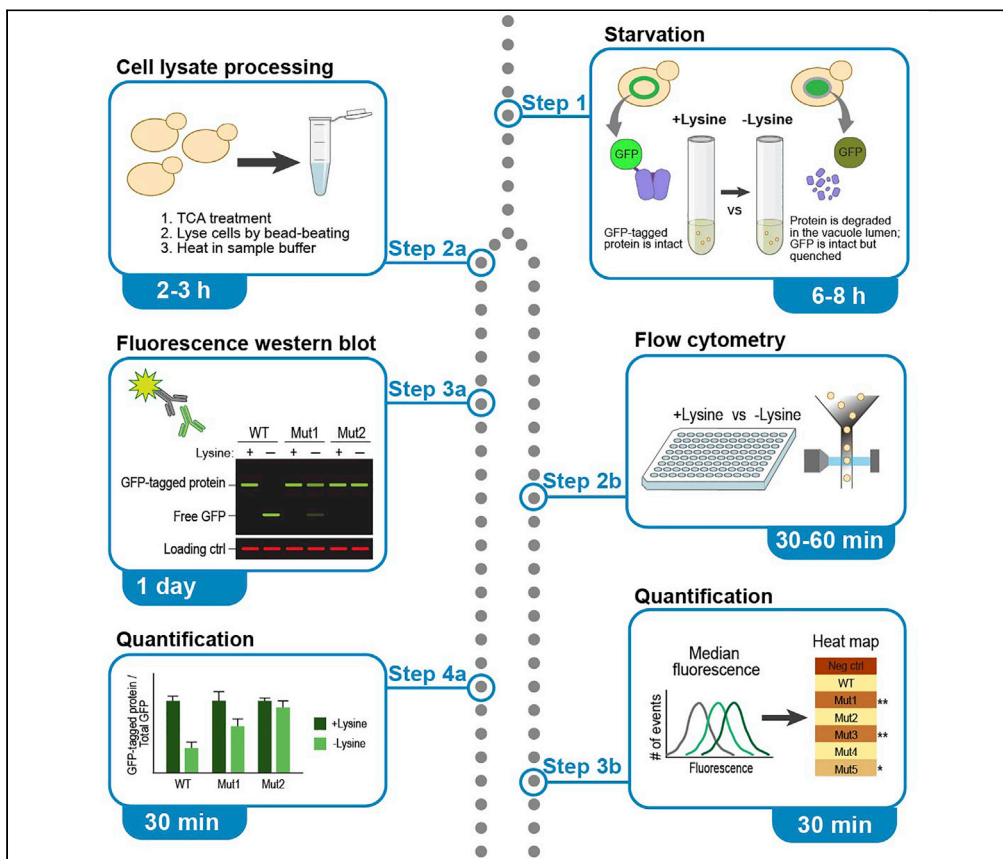 Starvation
Step 1
+Lysine
-Lysine
GFP
GFP
vs
GFP-tagged
protein is intact
Protein is degraded
in the vacuole lumen;
GFP is intact but
quenched
6-8 h
Cell lysate processing
1. TCA treatment
2. Lyse cells by bead-beating
3. Heat in sample buffer
Step 2a
2-3 h
Fluorescence western blot
Step 3a
WT Mut1 Mut2
Lysine: + − + − + −
GFP-tagged protein
Free GFP
Loading ctrl
1 day
Quantification
Step 4a
GFP-tagged protein /
Total GFP
+Lysine
-Lysine
WT Mut1 Mut2
30 min
Flow cytometry
+Lysine vs -Lysine
Step 2b
30-60 min
Quantification
Median
fluorescence
# of events
Fluorescence
Heat map
Neg ctrl
WT
Mut1 **
Mut2
Mut3 **
Mut4
Mut5 *
Step 3b
30 min